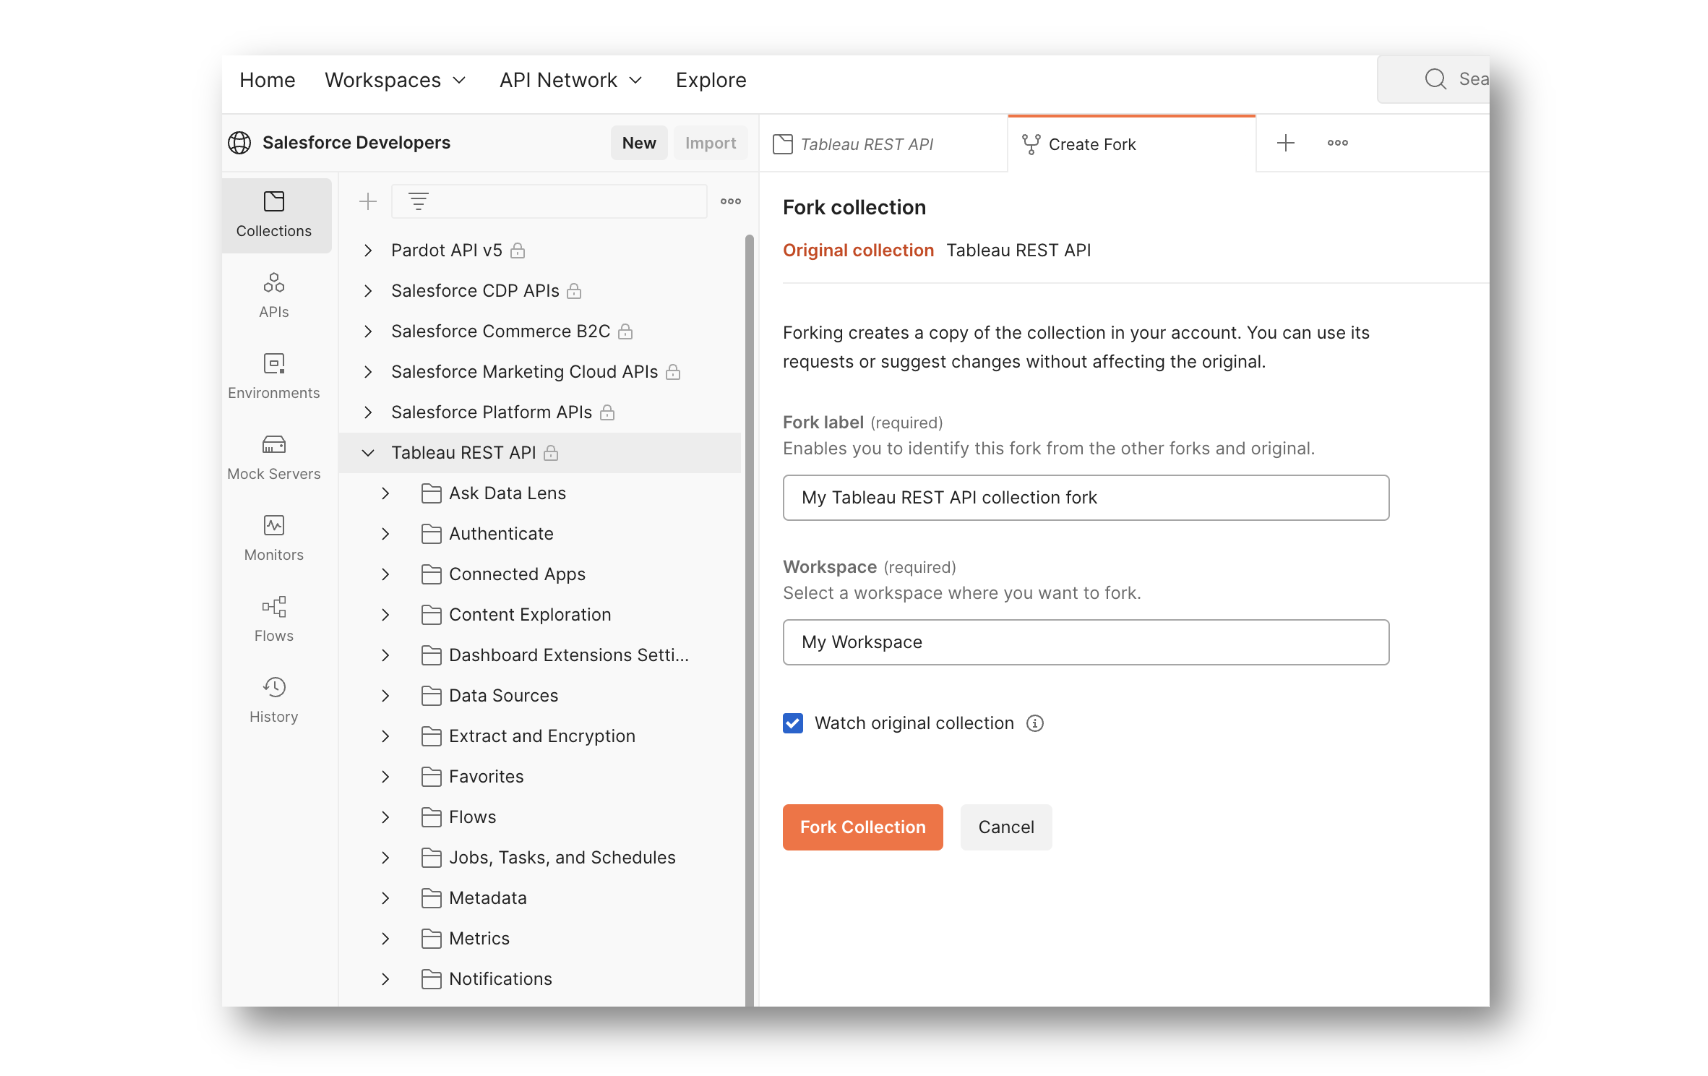 Home Workspaces API Network Explore Sea
Salesforce Developers New Import
Tableau REST API Create Fork
Collections
APIs
Environments
Mock Servers
Monitors
Flows
History
Pardot API v5
Salesforce CDP APIs
Salesforce Commerce B2C
Salesforce Marketing Cloud APIs
Salesforce Platform APIs
Tableau REST API
Ask Data Lens
Authenticate
Connected Apps
Content Exploration
Dashboard Extensions Setti...
Data Sources
Extract and Encryption
Favorites
Flows
Jobs, Tasks, and Schedules
Metadata
Metrics
Notifications
Fork collection
Original collection Tableau REST API
Forking creates a copy of the collection in your account. You can use its
requests or suggest changes without affecting the original.
Fork label (required)
Enables you to identify this fork from the other forks and original.
My Tableau REST API collection fork
Workspace (required)
Select a workspace where you want to fork.
My Workspace
Watch original collection
Fork Collection Cancel